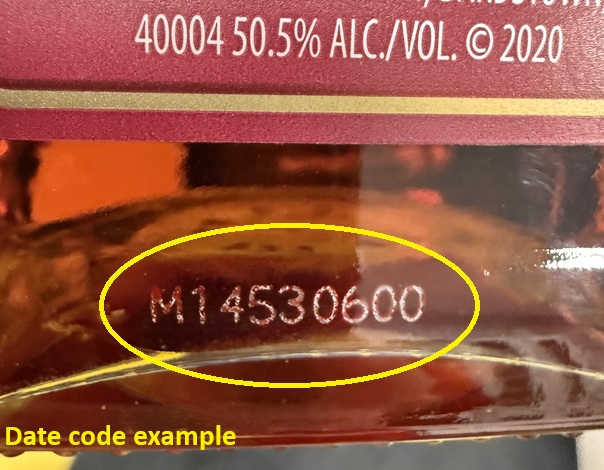 40004 50.5% ALC./VOL. © 2020
M14530600
Date code example